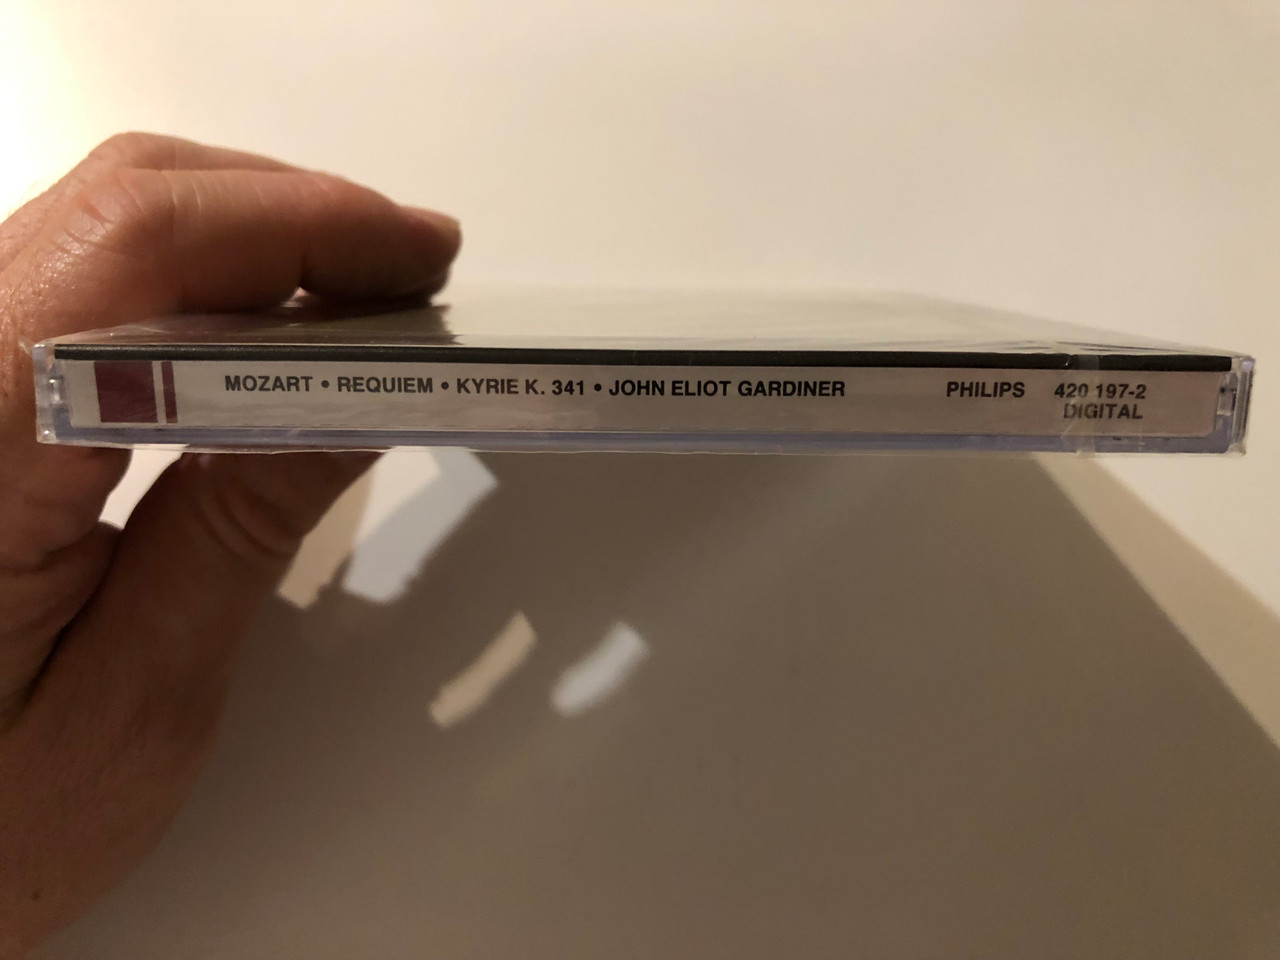 MOZART • REQUIEM • KYRIE K. 341 • JOHN ELIOT GARDINER PHILIPS 420 197-2
DIGITAL